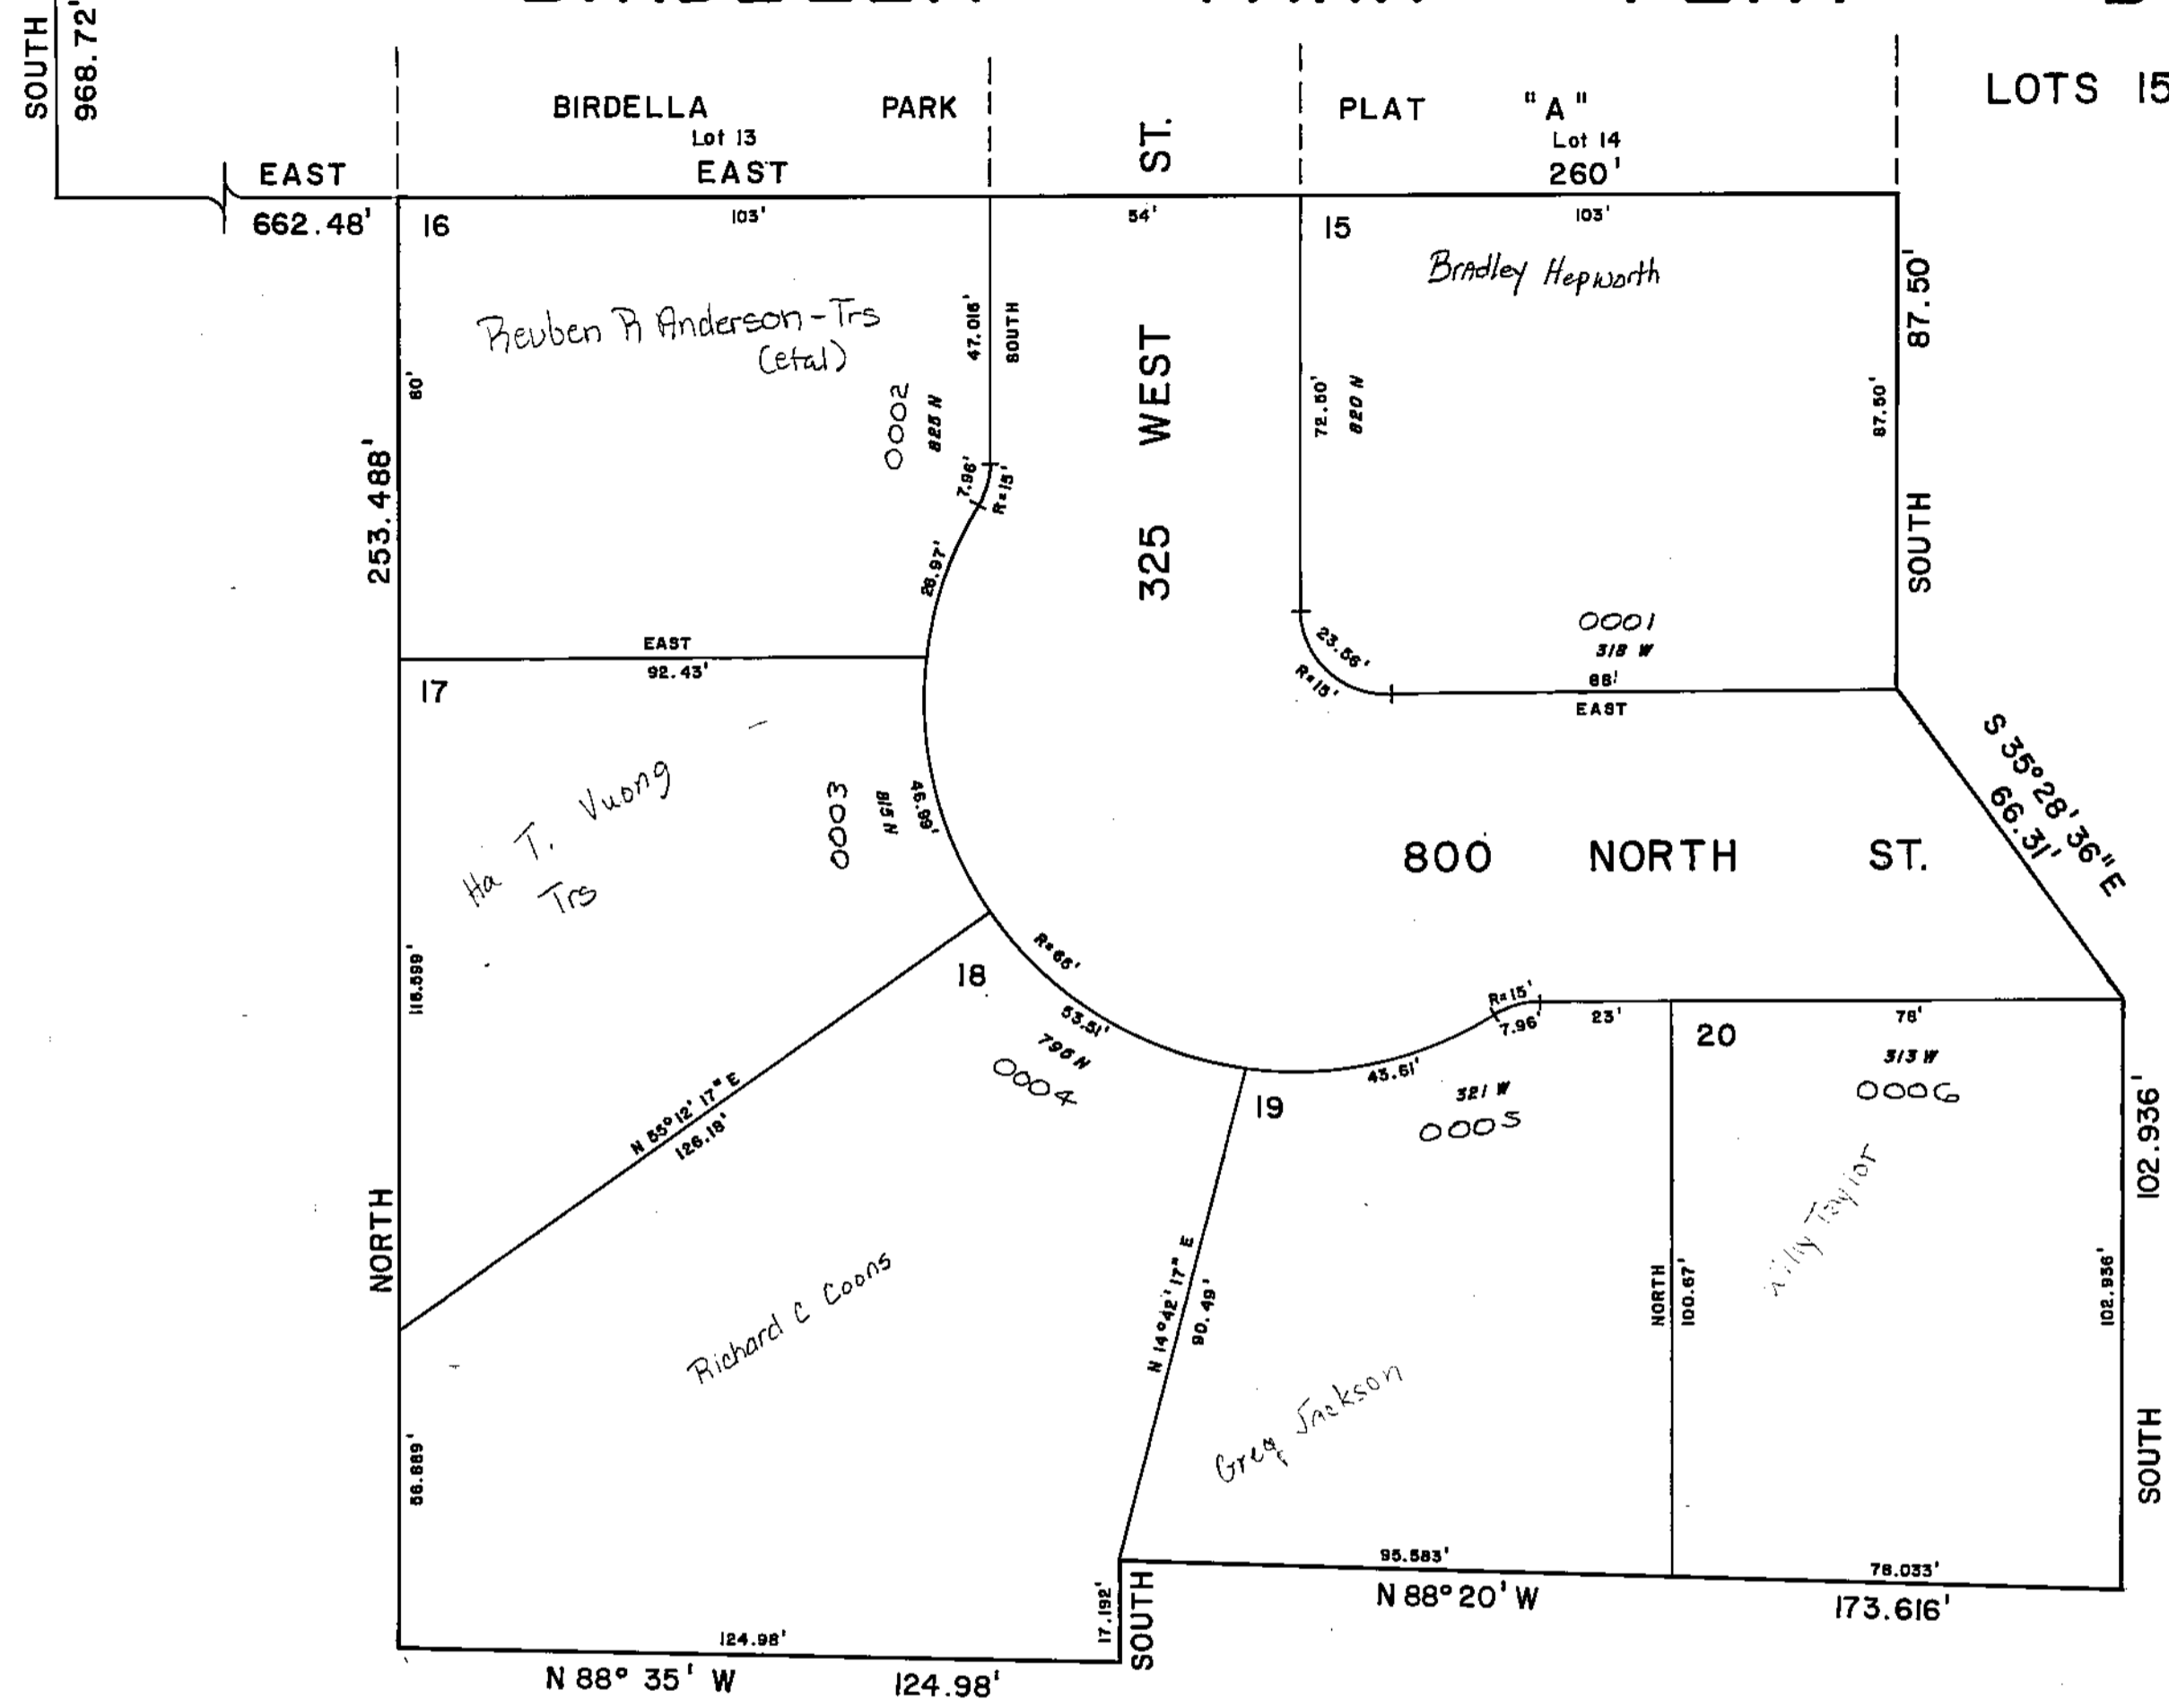 SOUTH
968.72'
BIRDELLA PARK PLAT "A"
LOTS 15
Lot 13
Lot 14
ST.
EAST
EAST
260'
662.48'
16
103'
54'
15
103'
Bradley Hepworth
87.50'
Reuben R Anderson-Trs
(etal)
47.016'
SOUTH
80'
0002
825 N
325 WEST
72.50'
820 N
87.50'
253.488'
7.96'
R=15'
SOUTH
26.97'
0001
318 W
23.56'
R=15'
88'
EAST
EAST
92.43'
17
S 35°28'36"E
66.31'
Ha T. Vuong
Trs
0003
815 N
46.99'
800 NORTH ST.
116.599'
R=66'
18
53.51'
796 N
0004
R=15'
7.96'
23'
78'
20
313 W
0006
43.61'
321 W
0005
19
N 55°12'17"E
126.18'
102.936'
Taylor
NORTH
Richard C Coons
N 14°42'17" E
90.49'
NORTH
100.67'
102.936'
Greg Jackson
56.889'
SOUTH
95.583'
78.033'
N 88°20'W
173.616'
17.192'
SOUTH
124.98'
N 88° 35' W
124.98'